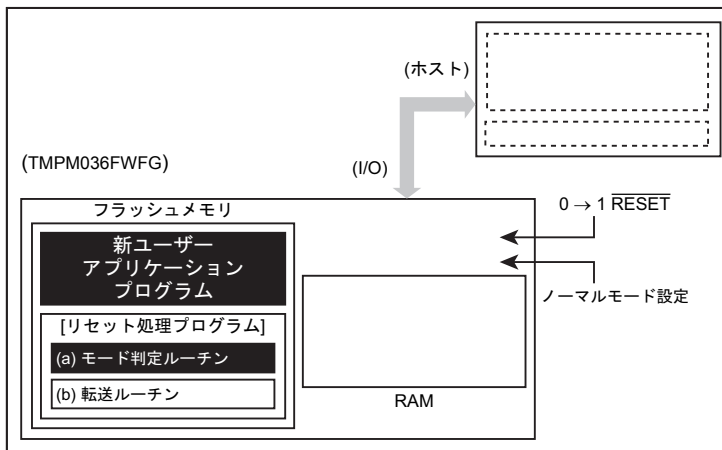 (ホスト)
(TMPM036FWFG)
(I/O)
0 → 1 RESET
フラッシュメモリ
新ユーザー
アプリケーション
プログラム
ノーマルモード設定
[リセット処理プログラム]
(a) モード判定ルーチン
(b) 転送ルーチン
RAM